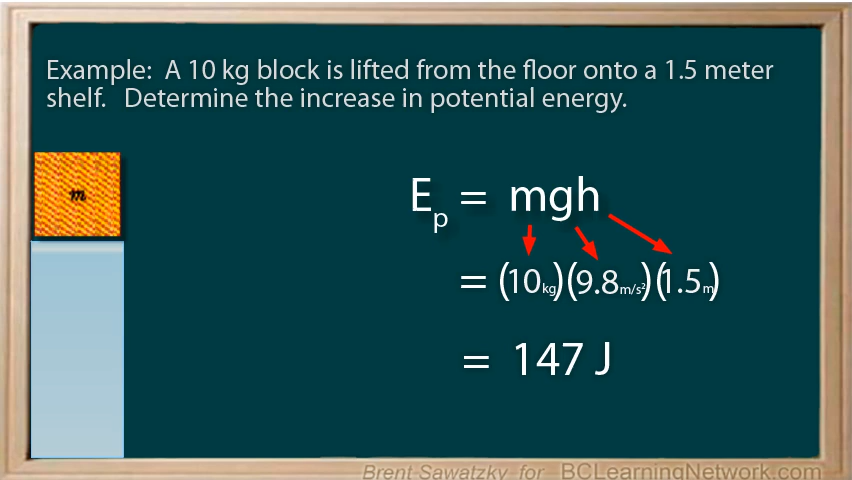 Example: A 10 kg block is lifted from the floor onto a 1.5 meter
shelf. Determine the increase in potential energy.
m
Eₚ = mgh
= (10kg)(9.8m/s²)(1.5m)
= 147 J
Brent Sawatzky for BCLearningNetwork.com